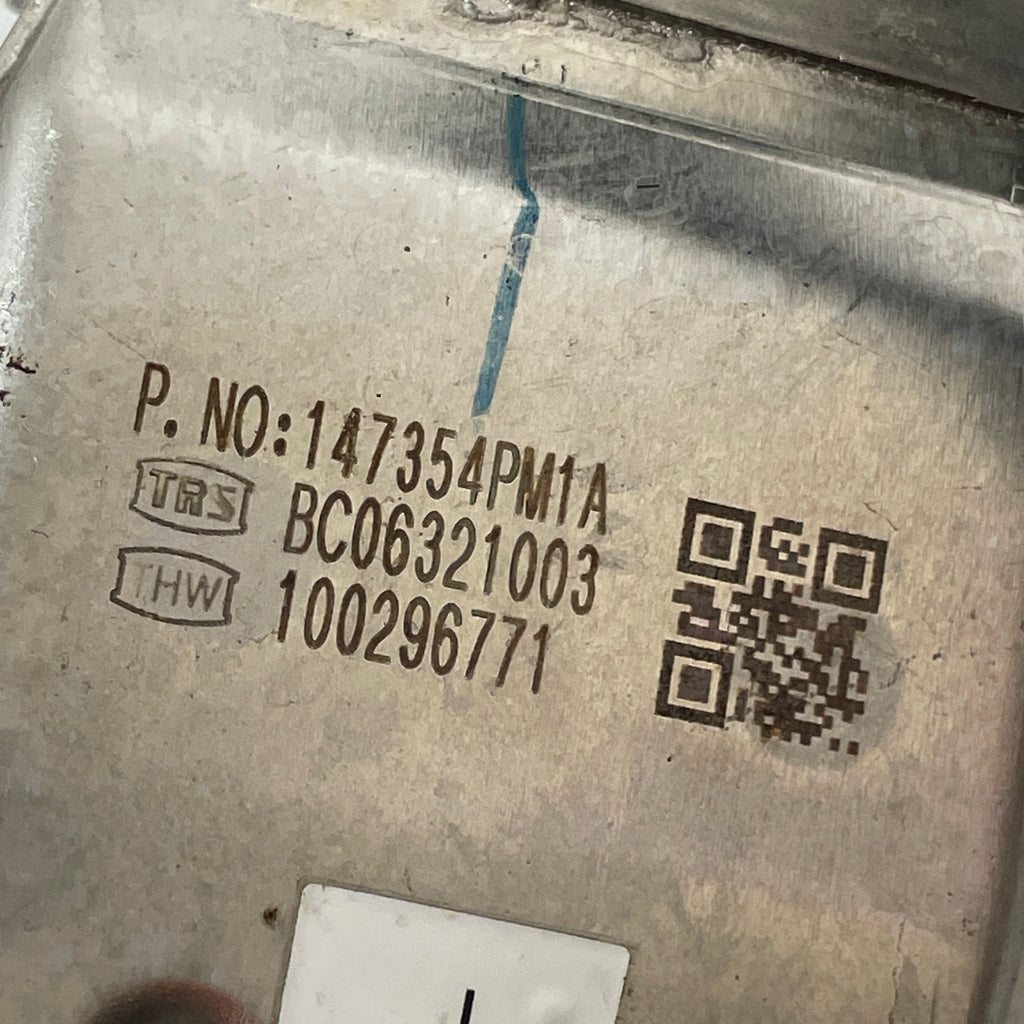 P. NO:147354PM1A
TRS BC06321003
THW 100296771